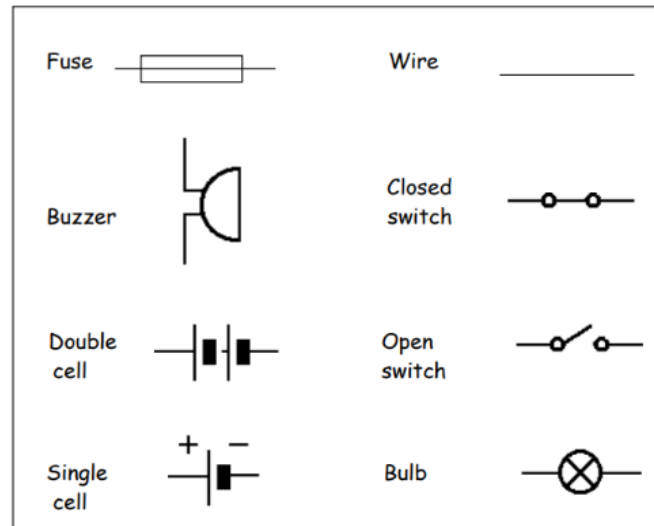 Fuse
Wire
Buzzer
Closed
switch
Double
cell
Open
switch
+ −
Single
cell
Bulb